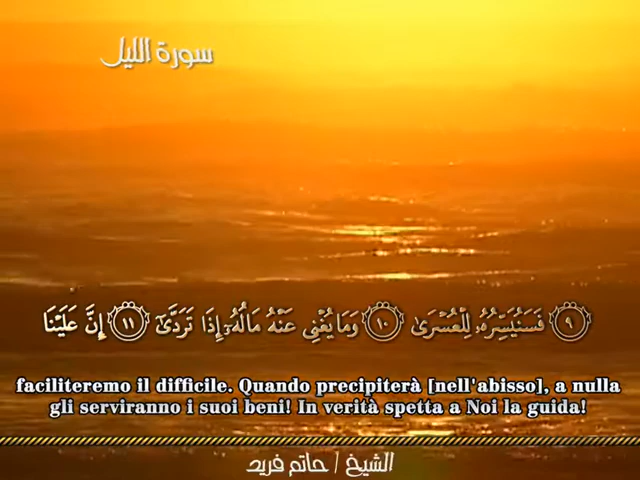 سورة الليل
۝٩ فَسَنُيَسِّرُهُۥ لِلْعُسْرَىٰ ۝١٠ وَمَا يُغْنِى عَنْهُ مَالُهُۥٓ إِذَا تَرَدَّىٰٓ ۝١١ إِنَّ عَلَيْنَا
faciliteremo il difficile. Quando precipiterà [nell'abisso], a nulla
gli serviranno i suoi beni! In verità spetta a Noi la guida!
الشيخ / حاتم فريد